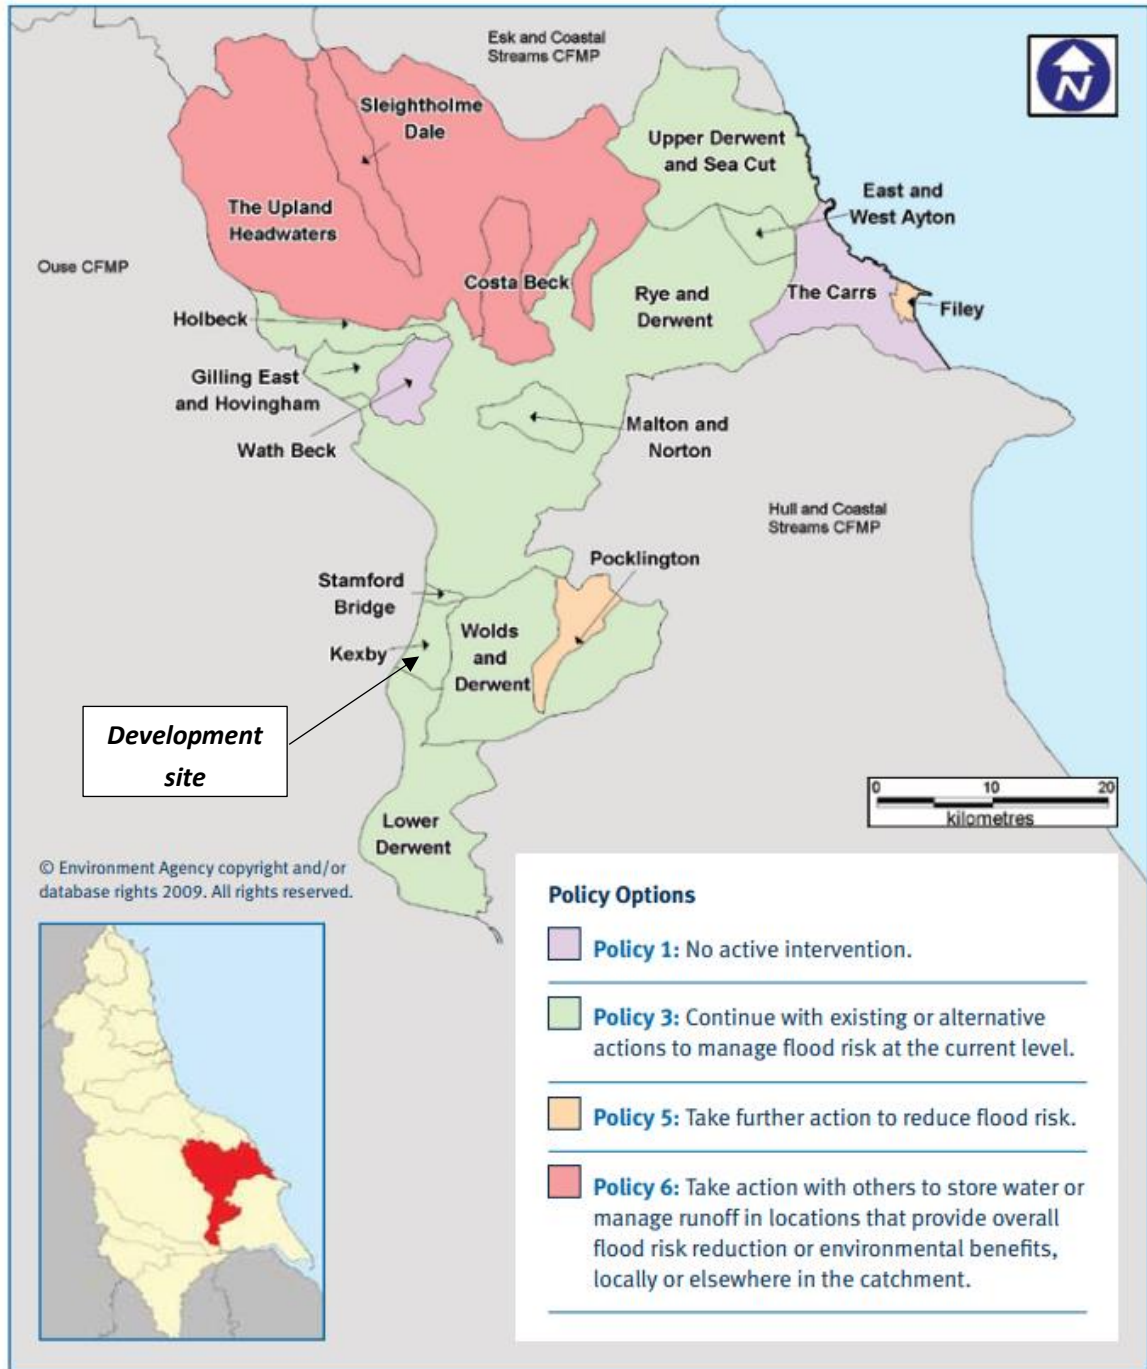 Esk and Coastal
Streams CFMP
N
Sleightholme
Dale
Upper Derwent
and Sea Cut
East and
West Ayton
The Upland
Headwaters
Ouse CFMP
Costa Beck
Rye and
Derwent
The Carrs
Filey
Holbeck
Gilling East
and Hovingham
Wath Beck
Malton and
Norton
Hull and Coastal
Streams CFMP
Pocklington
Stamford
Bridge
Kexby
Wolds
and
Derwent
Development
site
0 10 20
kilometres
Lower
Derwent
© Environment Agency copyright and/or
database rights 2009. All rights reserved.
Policy Options
Policy 1: No active intervention.
Policy 3: Continue with existing or alternative
actions to manage flood risk at the current level.
Policy 5: Take further action to reduce flood risk.
Policy 6: Take action with others to store water or
manage runoff in locations that provide overall
flood risk reduction or environmental benefits,
locally or elsewhere in the catchment.